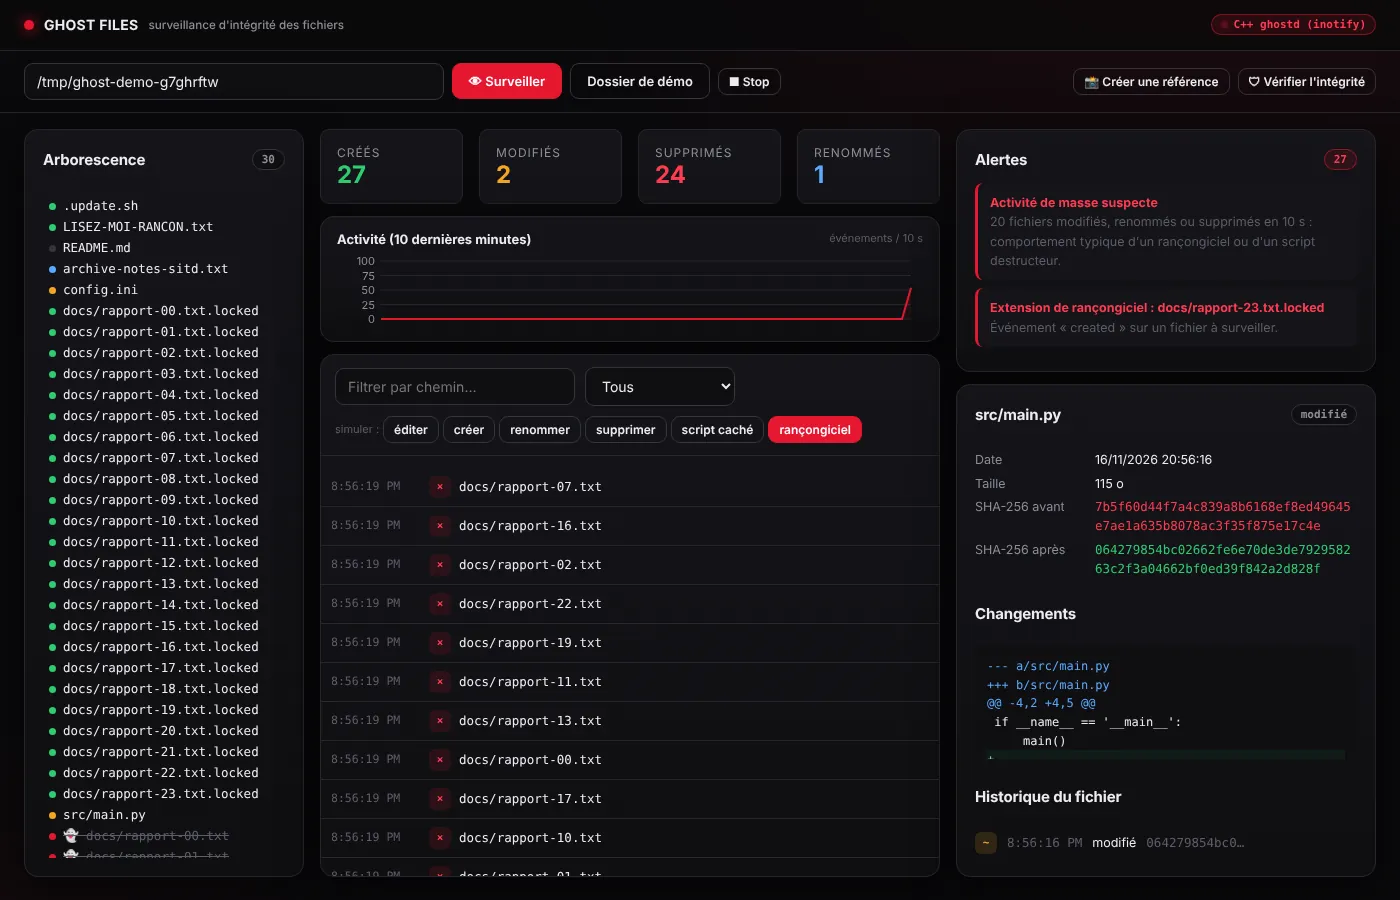 GHOST FILES surveillance d'intégrité des fichiers
C++ ghostd (inotify)
/tmp/ghost-demo-g7ghrftw
Surveiller
Dossier de démo
Stop
Créer une référence
Vérifier l'intégrité
Arborescence
30
.update.sh
LISEZ-MOI-RANCON.txt
README.md
archive-notes-sitd.txt
config.ini
docs/rapport-00.txt.locked
docs/rapport-01.txt.locked
docs/rapport-02.txt.locked
docs/rapport-03.txt.locked
docs/rapport-04.txt.locked
docs/rapport-05.txt.locked
docs/rapport-06.txt.locked
docs/rapport-07.txt.locked
docs/rapport-08.txt.locked
docs/rapport-09.txt.locked
docs/rapport-10.txt.locked
docs/rapport-11.txt.locked
docs/rapport-12.txt.locked
docs/rapport-13.txt.locked
docs/rapport-14.txt.locked
docs/rapport-15.txt.locked
docs/rapport-16.txt.locked
docs/rapport-17.txt.locked
docs/rapport-18.txt.locked
docs/rapport-19.txt.locked
docs/rapport-20.txt.locked
docs/rapport-21.txt.locked
docs/rapport-22.txt.locked
docs/rapport-23.txt.locked
src/main.py
docs/rapport-00.txt
docs/rapport-01.txt
CRÉÉS
27
MODIFIÉS
2
SUPPRIMÉS
24
RENOMMÉS
1
Activité (10 dernières minutes)
événements / 10 s
100
75
50
25
0
Filtrer par chemin...
Tous
simuler :
éditer
créer
renommer
supprimer
script caché
rançongiciel
8:56:19 PM × docs/rapport-07.txt
8:56:19 PM × docs/rapport-16.txt
8:56:19 PM × docs/rapport-02.txt
8:56:19 PM × docs/rapport-22.txt
8:56:19 PM × docs/rapport-19.txt
8:56:19 PM × docs/rapport-11.txt
8:56:19 PM × docs/rapport-13.txt
8:56:19 PM × docs/rapport-00.txt
8:56:19 PM × docs/rapport-17.txt
8:56:19 PM × docs/rapport-10.txt
8:56:19 PM × docs/rapport-01.txt
Alertes
27
Activité de masse suspecte
20 fichiers modifiés, renommés ou supprimés en 10 s :
comportement typique d'un rançongiciel ou d'un script
destructeur.
Extension de rançongiciel : docs/rapport-23.txt.locked
Événement « created » sur un fichier à surveiller.
src/main.py
modifié
Date 16/11/2026 20:56:16
Taille 115 o
SHA-256 avant 7b5f60d44f7a4c839a8b6168ef8ed49645
e7ae1a635b8078ac3f35f875e17c4e
SHA-256 après 064279854bc02662fe6e70de3de7929582
63c2f3a04662bf0ed39f842a2d828f
Changements
--- a/src/main.py
+++ b/src/main.py
@@ -4,2 +4,5 @@
if __name__ == '__main__':
main()
+
Historique du fichier
~ 8:56:16 PM modifié 064279854bc0…